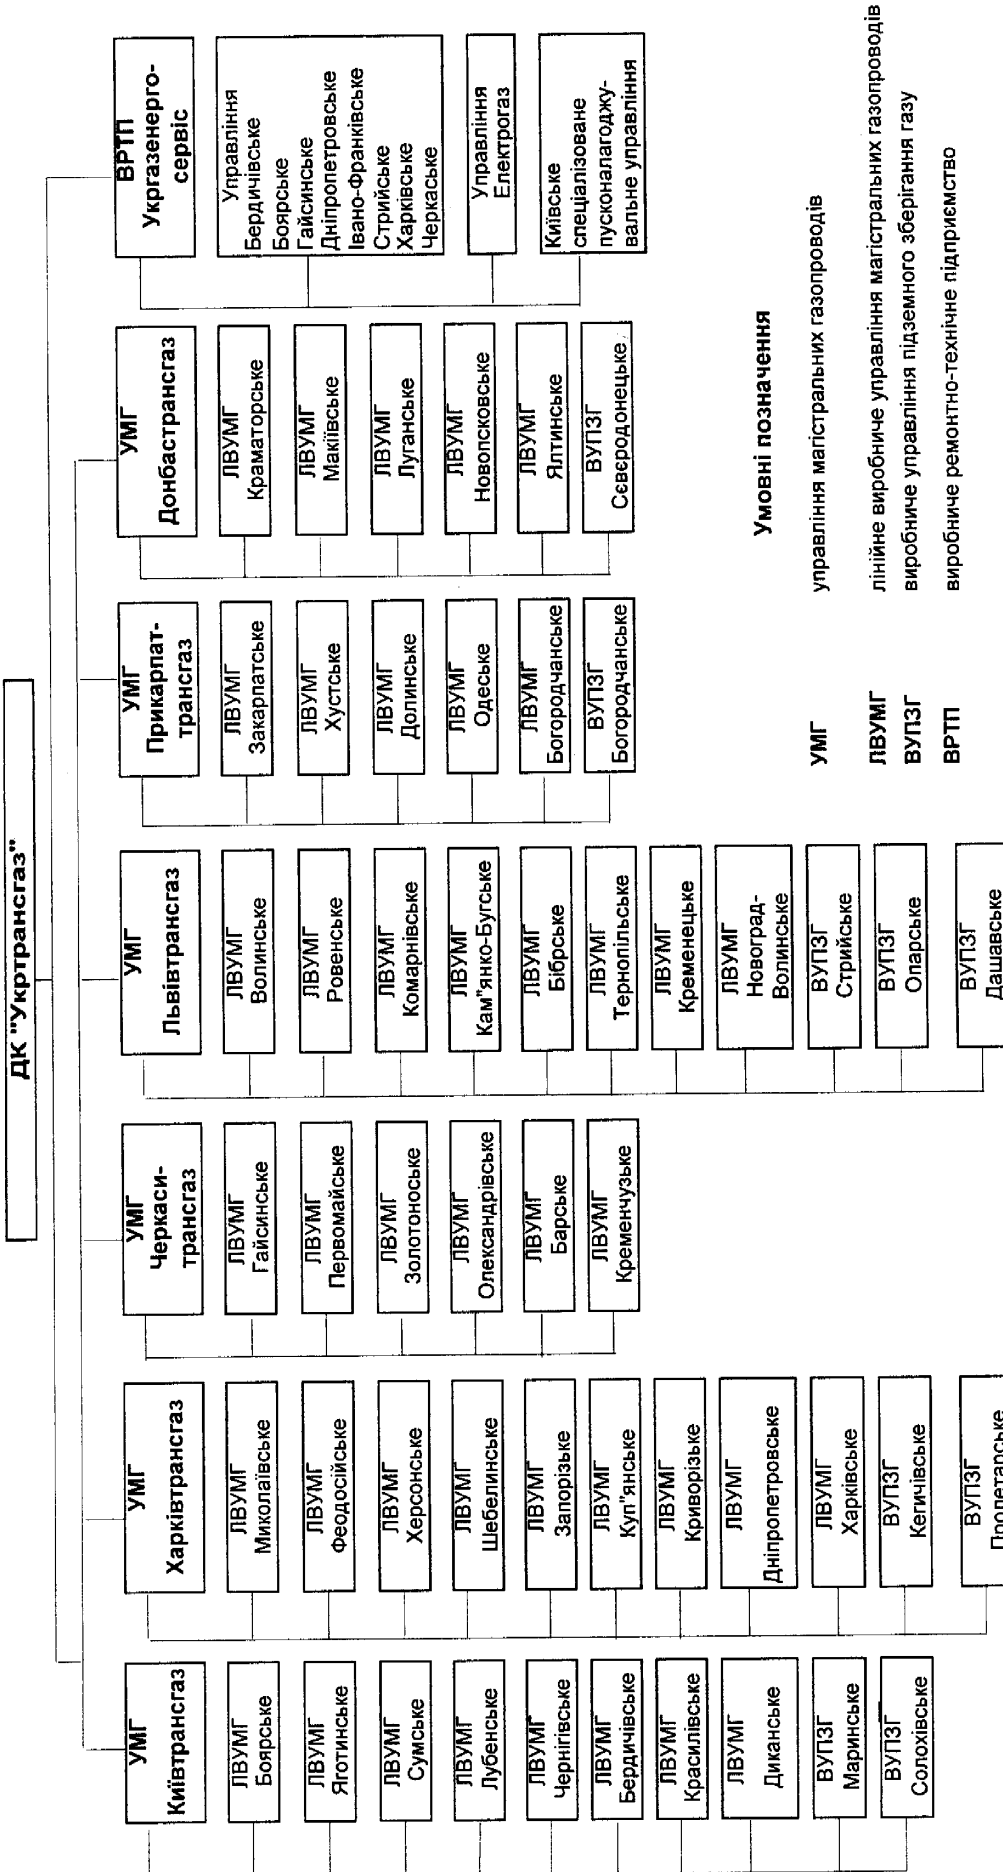 ДК "Укртрансгаз"
УМГ
Київтрансгаз
ЛВУМГ
Боярське
ЛВУМГ
Яготинське
ЛВУМГ
Сумське
ЛВУМГ
Лубенське
ЛВУМГ
Чернігівське
ЛВУМГ
Бердичівське
ЛВУМГ
Красилівське
ЛВУМГ
Диканське
ВУПЗГ
Маринське
ВУПЗГ
Солохівське
УМГ
Харківтрансгаз
ЛВУМГ
Миколаївське
ЛВУМГ
Феодосійське
ЛВУМГ
Херсонське
ЛВУМГ
Шебелинське
ЛВУМГ
Запорізьке
ЛВУМГ
Куп"янське
ЛВУМГ
Криворізьке
ЛВУМГ
Дніпропетровське
ЛВУМГ
Харківське
ВУПЗГ
Кегичівське
ВУПЗГ
Пролетарське
УМГ
Черкаси-
трансгаз
ЛВУМГ
Гайсинське
ЛВУМГ
Первомайське
ЛВУМГ
Золотоноське
ЛВУМГ
Олександрівське
ЛВУМГ
Барське
ЛВУМГ
Кременчузьке
УМГ
Львівтрансгаз
ЛВУМГ
Волинське
ЛВУМГ
Ровенське
ЛВУМГ
Комарнівське
ЛВУМГ
Кам"янко-Бугське
ЛВУМГ
Бібрське
ЛВУМГ
Тернопільське
ЛВУМГ
Кременецьке
ЛВУМГ
Новоград-
Волинське
ВУПЗГ
Стрийське
ВУПЗГ
Опарське
ВУПЗГ
Дашавське
УМГ
Прикарпат-
трансгаз
ЛВУМГ
Закарпатське
ЛВУМГ
Хустське
ЛВУМГ
Долинське
ЛВУМГ
Одеське
ЛВУМГ
Богородчанське
ВУПЗГ
Богородчанське
УМГ
Донбастрансгаз
ЛВУМГ
Краматорське
ЛВУМГ
Макіївське
ЛВУМГ
Луганське
ЛВУМГ
Новопсковське
ЛВУМГ
Ялтинське
ВУПЗГ
Сєвєродонецьке
ВРТП
Укргазенерго-
сервіс
Управління
Бердичівське
Боярське
Гайсинське
Дніпропетровське
Івано-Франківське
Стрийське
Харківське
Черкаське
Управління
Електрогаз
Київське
спеціалізоване
пусконалагоджу-
вальне управління
Умовні позначення
УМГ управління магістральних газопроводів
ЛВУМГ лінійне виробниче управління магістральних газопроводів
ВУПЗГ виробниче управління підземного зберігання газу
ВРТП виробниче ремонтно-технічне підприємство